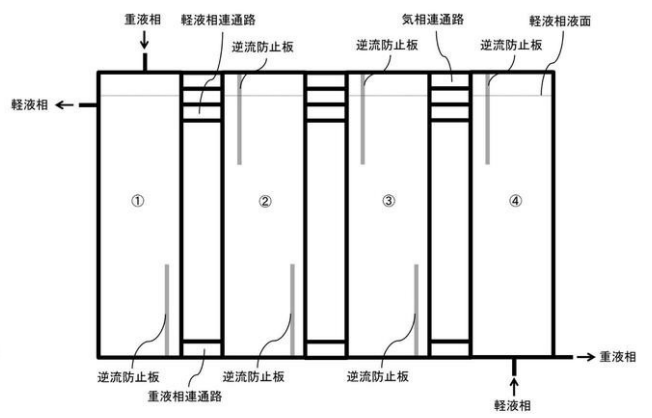 重液相
軽液相連通路
逆流防止板
逆流防止板
気相連通路
逆流防止板
軽液相液面
軽液相
①
②
③
④
逆流防止板
重液相連通路
逆流防止板
逆流防止板
重液相
軽液相